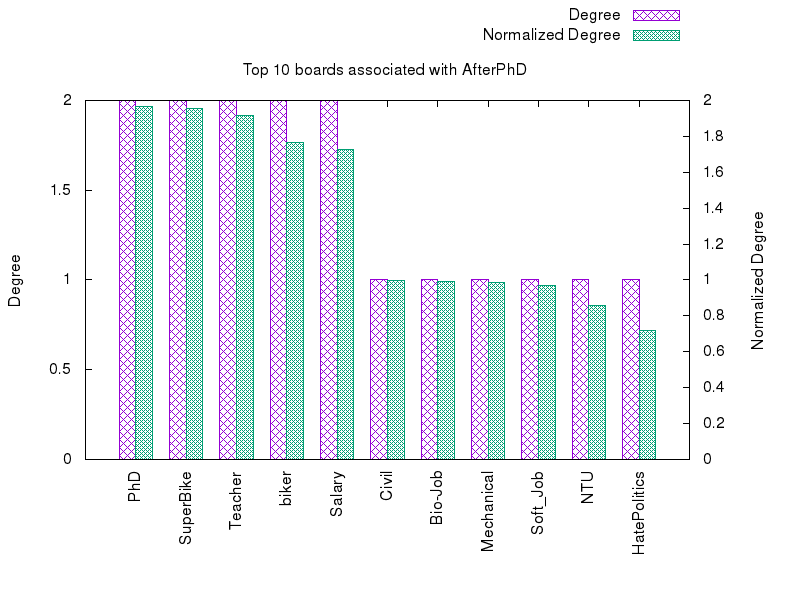 Degree
Normalized Degree
Top 10 boards associated with AfterPhD
2
1.5
1
0.5
0
2
1.8
1.6
1.4
1.2
1
0.8
0.6
0.4
0.2
0
Degree
Normalized Degree
PhD
SuperBike
Teacher
biker
Salary
Civil
Bio-Job
Mechanical
Soft_Job
NTU
HatePolitics